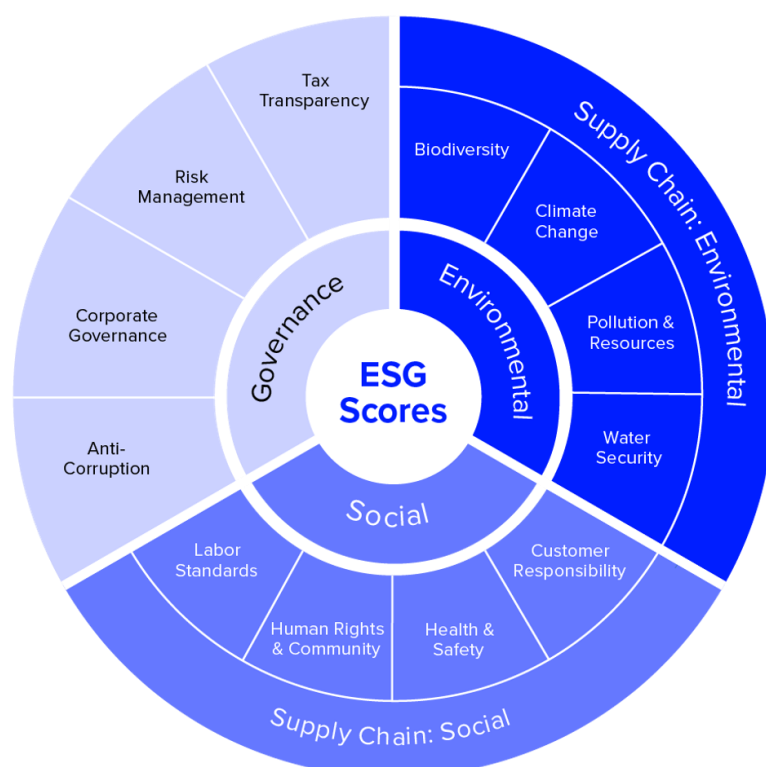 Tax
Transparency
Risk
Management
Corporate
Governance
Anti-
Corruption
Governance
Biodiversity
Climate
Change
Pollution &
Resources
Water
Security
Environmental
Supply Chain: Environmental
ESG
Scores
Social
Labor
Standards
Human Rights
& Community
Health &
Safety
Customer
Responsibility
Supply Chain: Social